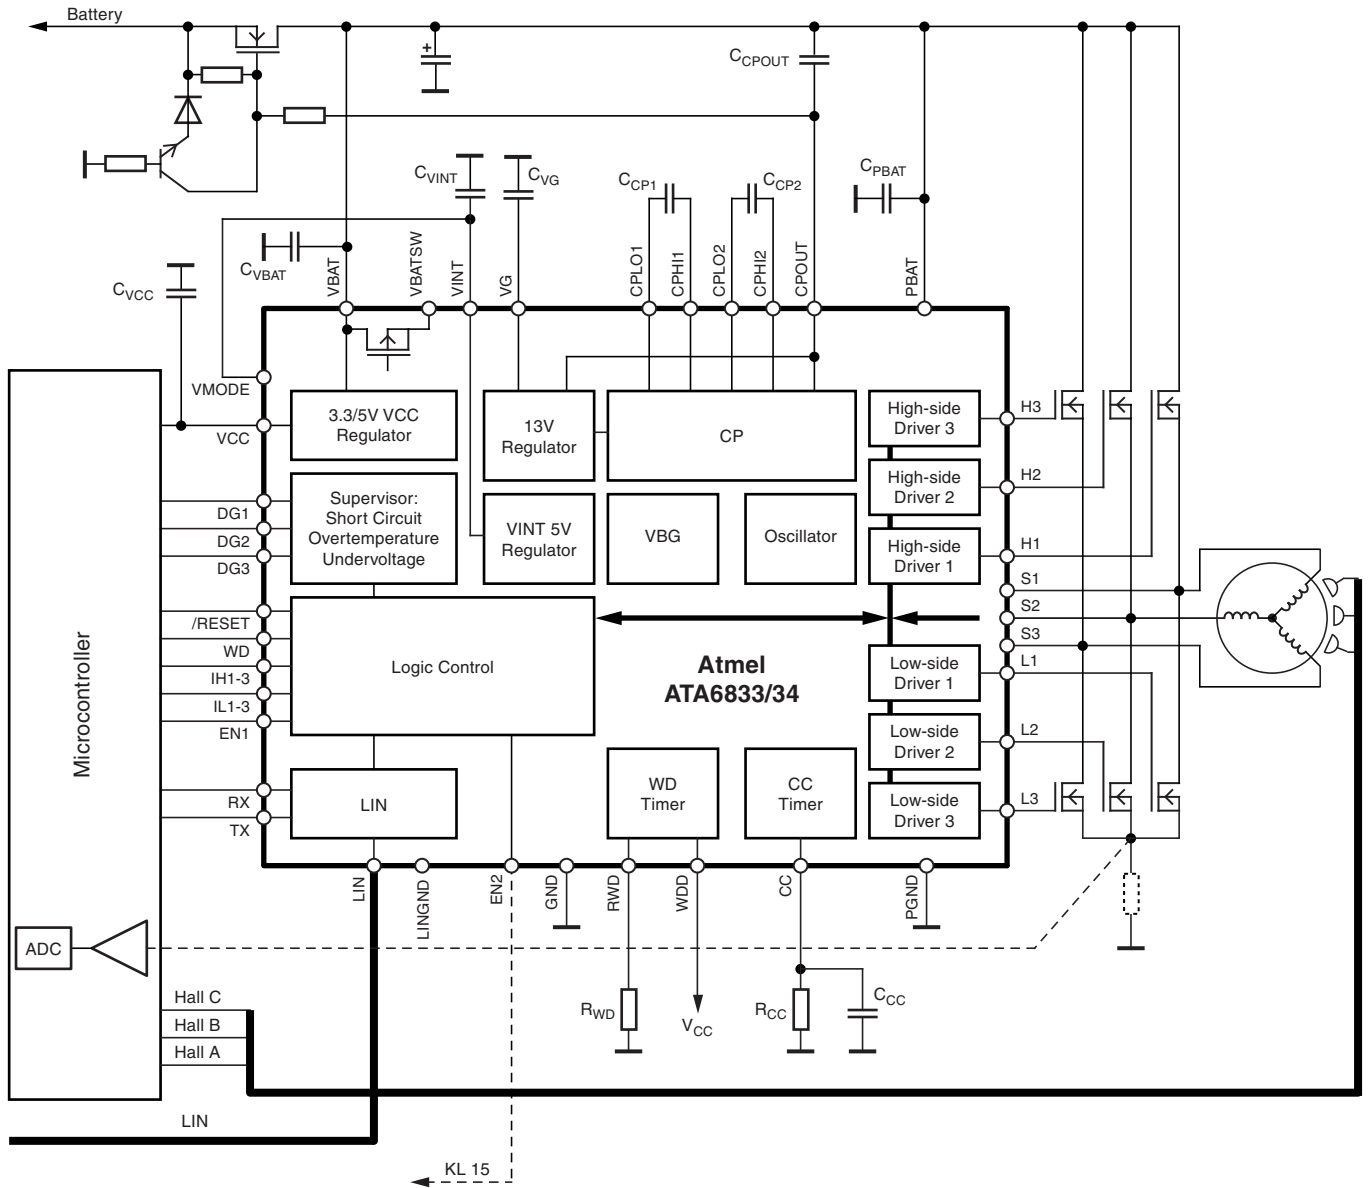 Battery
+
CCPOUT
CVINT
CVG
CCP1
CCP2
CPBAT
CVBAT
CVCC
VBAT
VBATSW
VINT
VG
CPLO1
CPHI1
CPLO2
CPHI2
CPOUT
PBAT
VMODE
VCC
3.3/5V VCC
Regulator
13V
Regulator
CP
High-side
Driver 3
H3
High-side
Driver 2
H2
High-side
Driver 1
H1
DG1
DG2
DG3
Supervisor:
Short Circuit
Overtemperature
Undervoltage
VINT 5V
Regulator
VBG
Oscillator
S1
S2
S3
Microcontroller
/RESET
WD
IH1-3
IL1-3
EN1
Logic Control
Atmel
ATA6833/34
Low-side
Driver 1
L1
Low-side
Driver 2
L2
Low-side
Driver 3
L3
RX
TX
LIN
WD
Timer
CC
Timer
LIN
LINGND
EN2
GND
RWD
WDD
CC
PGND
ADC
Hall C
Hall B
Hall A
RWD
VCC
RCC
CCC
LIN
KL 15